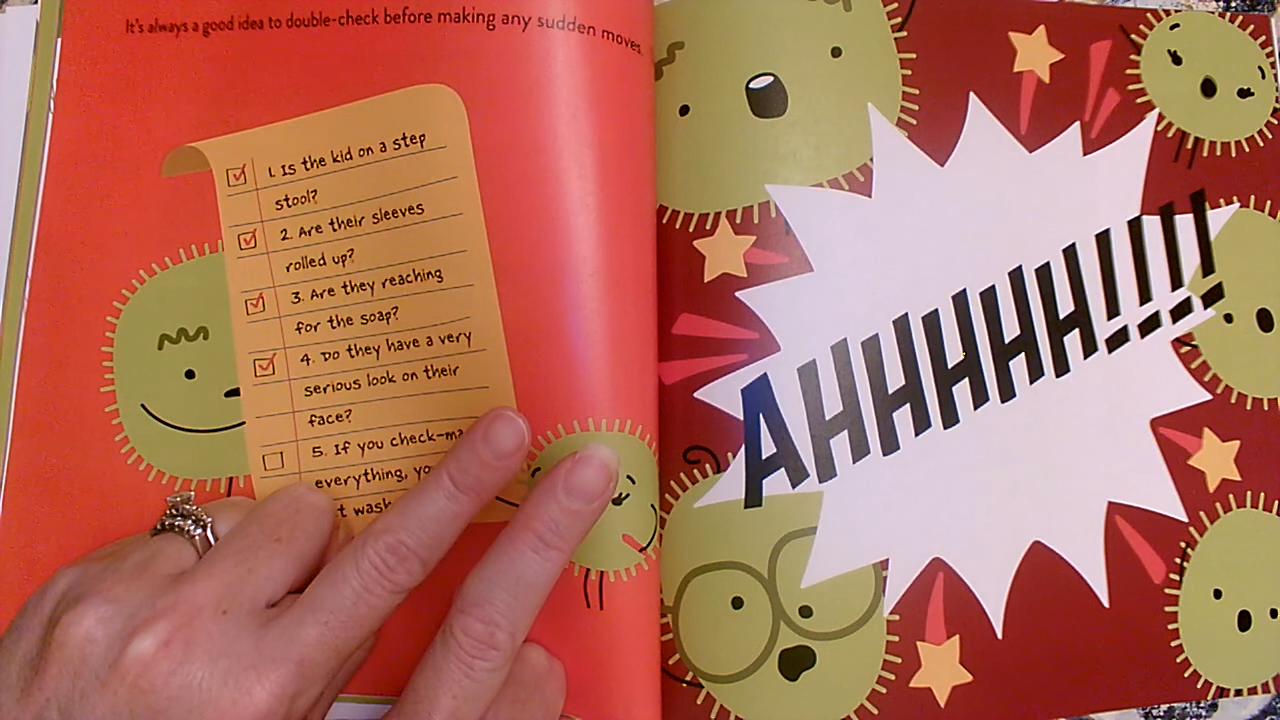 It's always a good idea to double-check before making any sudden moves.
1. Is the kid on a step
stool?
2. Are their sleeves
rolled up?
3. Are they reaching
for the soap?
4. Do they have a very
serious look on their
face?
5. If you check-ma
everything, yo
t wash
AHHHHH!!!!